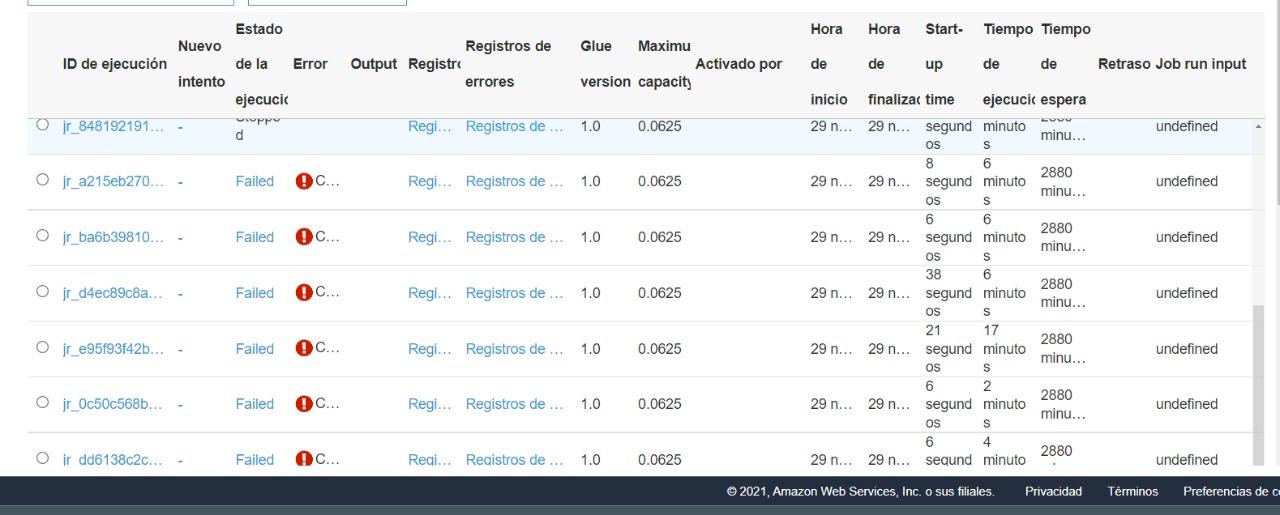 ID de ejecución Nuevo intento Estado de la ejecució Error Output Registro Registros de errores Glue version Maximu capacity Activado por Hora de inicio Hora de finalizac Start-up time Tiempo de ejecució Tiempo de espera Retraso Job run input
jr_848192191... - Stoppe d Regi... Registros de ... 1.0 0.0625 29 n... 29 n... segund os minuto s 2880 minu... undefined
jr_a215eb270... - Failed C... Regi... Registros de ... 1.0 0.0625 29 n... 29 n... 8 segund os 6 minuto s 2880 minu... undefined
jr_ba6b39810... - Failed C... Regi... Registros de ... 1.0 0.0625 29 n... 29 n... 6 segund os 6 minuto s 2880 minu... undefined
jr_d4ec89c8a... - Failed C... Regi... Registros de ... 1.0 0.0625 29 n... 29 n... 38 segund os 6 minuto s 2880 minu... undefined
jr_e95f93f42b... - Failed C... Regi... Registros de ... 1.0 0.0625 29 n... 29 n... 21 segund os 17 minuto s 2880 minu... undefined
jr_0c50c568b... - Failed C... Regi... Registros de ... 1.0 0.0625 29 n... 29 n... 6 segund os 2 minuto s 2880 minu... undefined
jr_dd6138c2c... - Failed C... Regi... Registros de ... 1.0 0.0625 29 n... 29 n... 6 segund 4 minuto 2880 undefined
© 2021, Amazon Web Services, Inc. o sus filiales. Privacidad Términos Preferencias de co